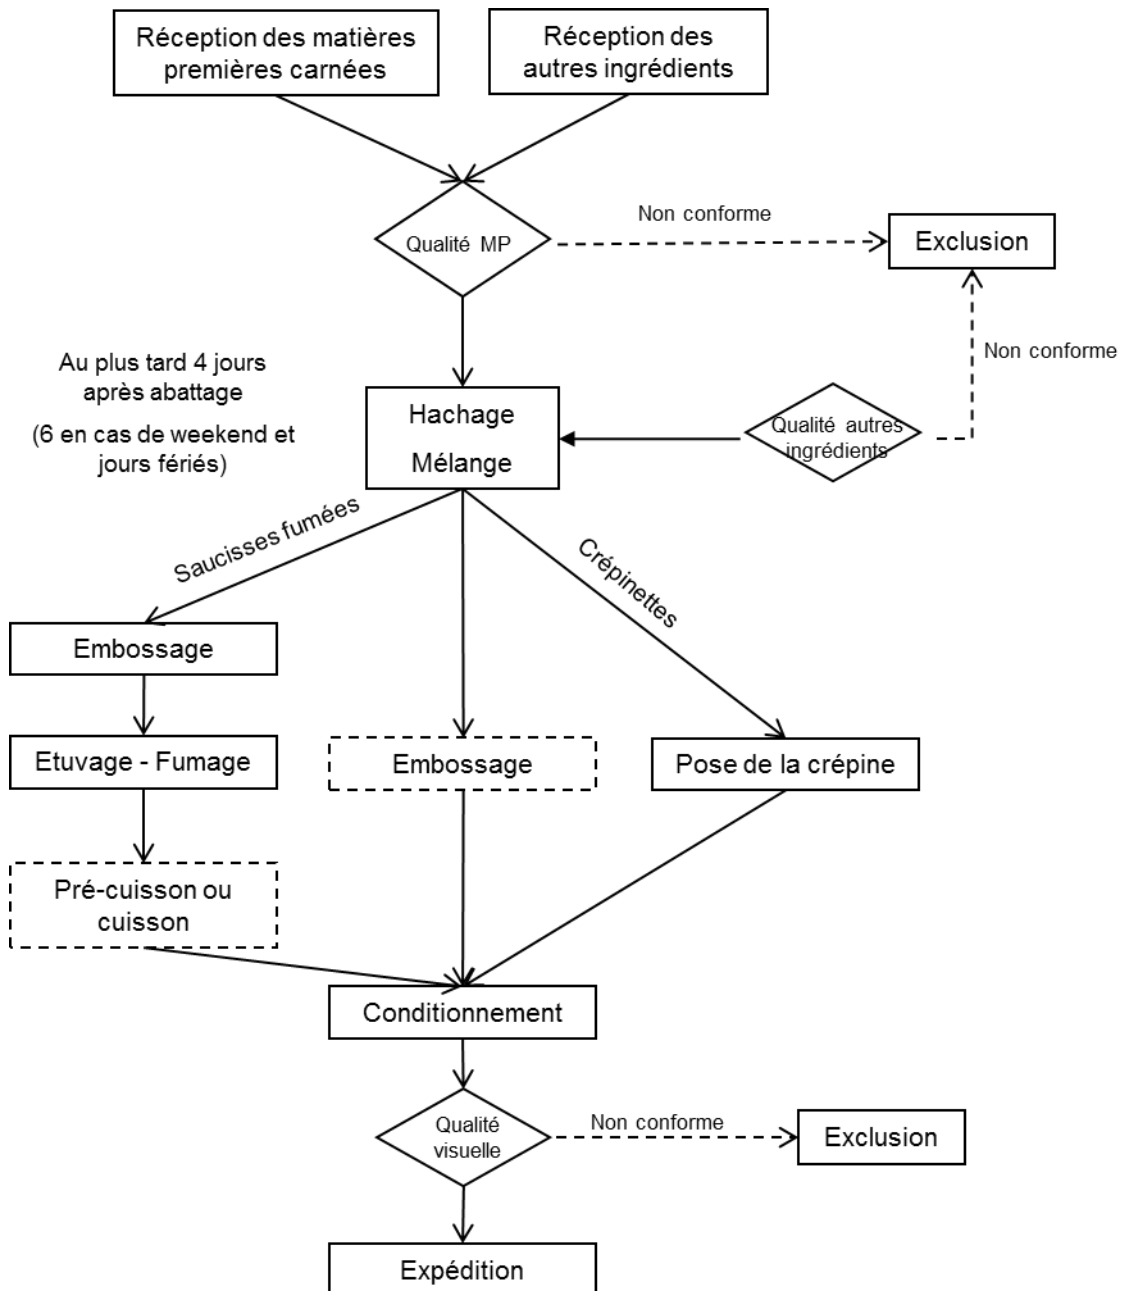 Réception des matières
premières carnées
Réception des
autres ingrédients
Non conforme
Qualité MP
Exclusion
Non conforme
Au plus tard 4 jours
après abattage
(6 en cas de weekend et
jours fériés)
Hachage
Mélange
Qualité autres
ingrédients
Saucisses fumées
Crépinettes
Embossage
Etuvage - Fumage
Embossage
Pose de la crépine
Pré-cuisson ou
cuisson
Conditionnement
Qualité
visuelle
Non conforme
Exclusion
Expédition